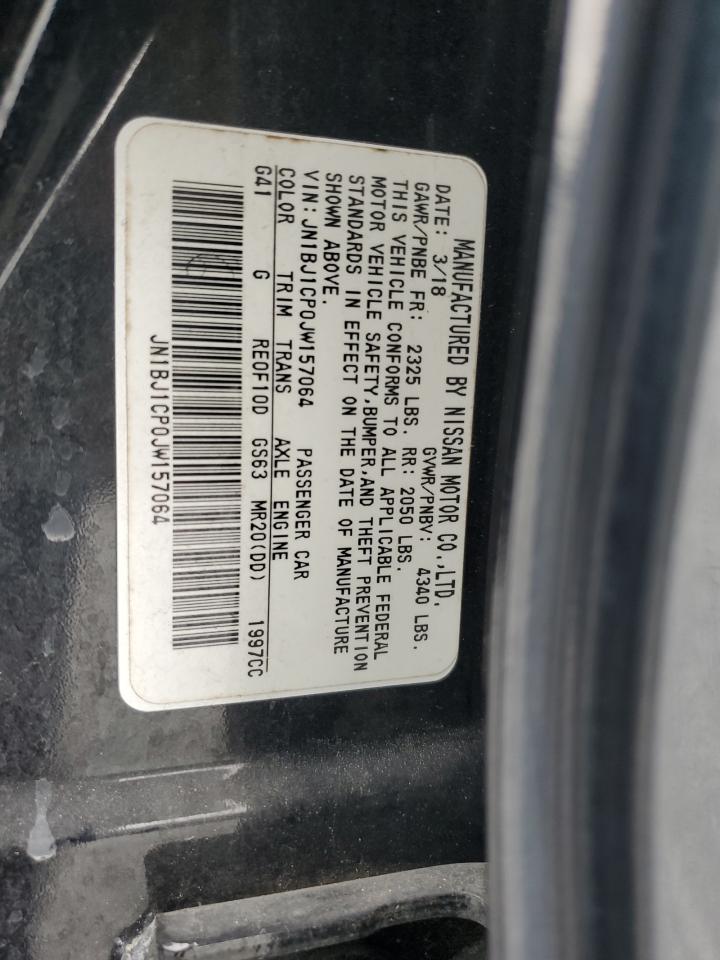 MANUFACTURED BY NISSAN MOTOR CO.,LTD.
DATE: 3/18 GVWR/PNBV: 4340 LBS.
GAWR/PNBE FR: 2325 LBS. RR: 2050 LBS.
THIS VEHICLE CONFORMS TO ALL APPLICABLE FEDERAL
MOTOR VEHICLE SAFETY,BUMPER,AND THEFT PREVENTION
STANDARDS IN EFFECT ON THE DATE OF MANUFACTURE
SHOWN ABOVE.
VIN:JN1BJ1CP0JW157064 PASSENGER CAR
COLOR TRIM TRANS AXLE ENGINE
G41 G RE0F10D GS63 MR20(DD) 1997CC
JN1BJ1CP0JW157064